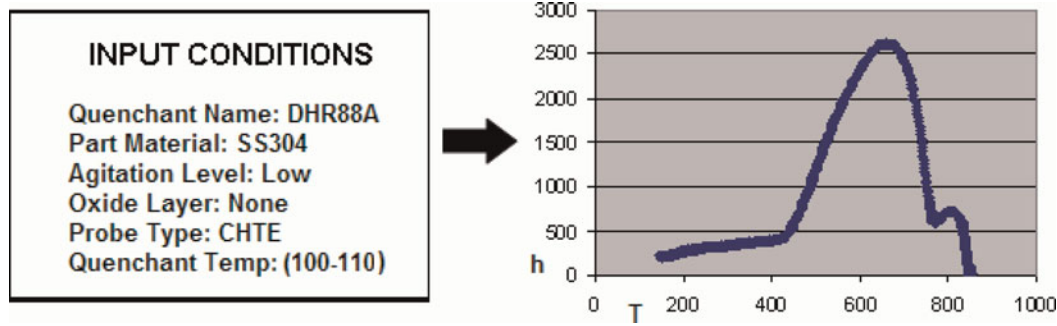 INPUT CONDITIONS
Quenchant Name: DHR88A
Part Material: SS304
Agitation Level: Low
Oxide Layer: None
Probe Type: CHTE
Quenchant Temp: (100-110)
3000
2500
2000
1500
1000
500
0
h
0 200 400 600 800 1000
T